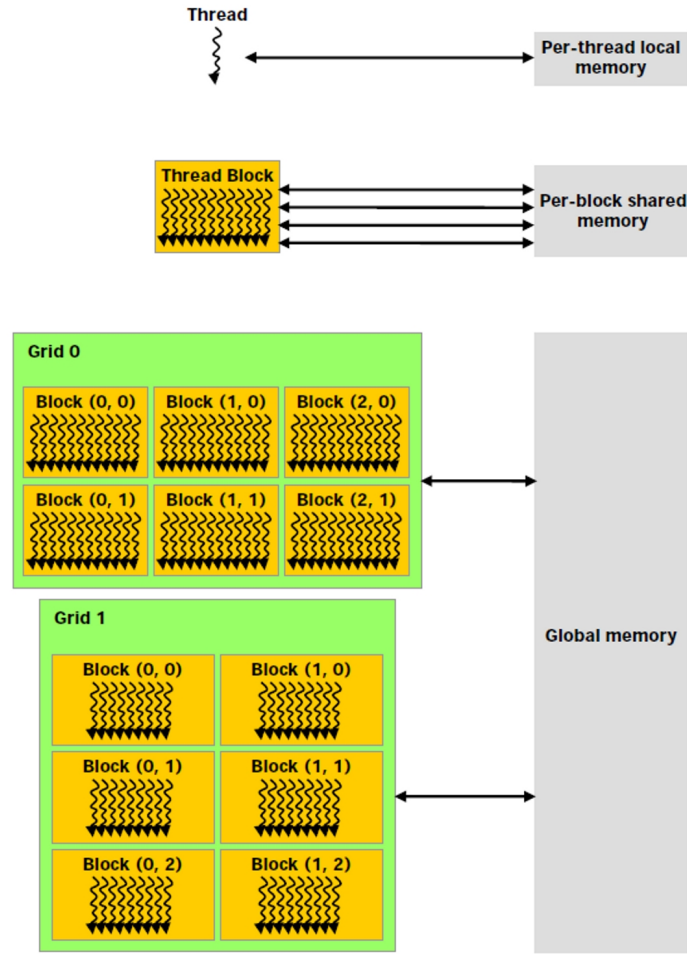 Thread
Per-thread local
memory
Thread Block
Per-block shared
memory
Grid 0
Block (0, 0)
Block (1, 0)
Block (2, 0)
Block (0, 1)
Block (1, 1)
Block (2, 1)
Global memory
Grid 1
Block (0, 0)
Block (1, 0)
Block (0, 1)
Block (1, 1)
Block (0, 2)
Block (1, 2)